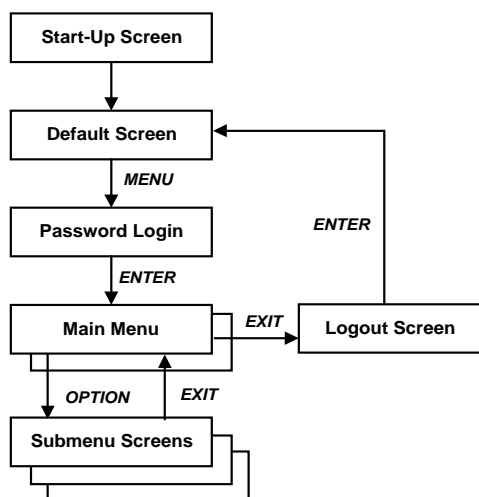 Start-Up Screen
Default Screen
MENU
Password Login
ENTER
ENTER
Main Menu
EXIT
Logout Screen
OPTION
EXIT
Submenu Screens